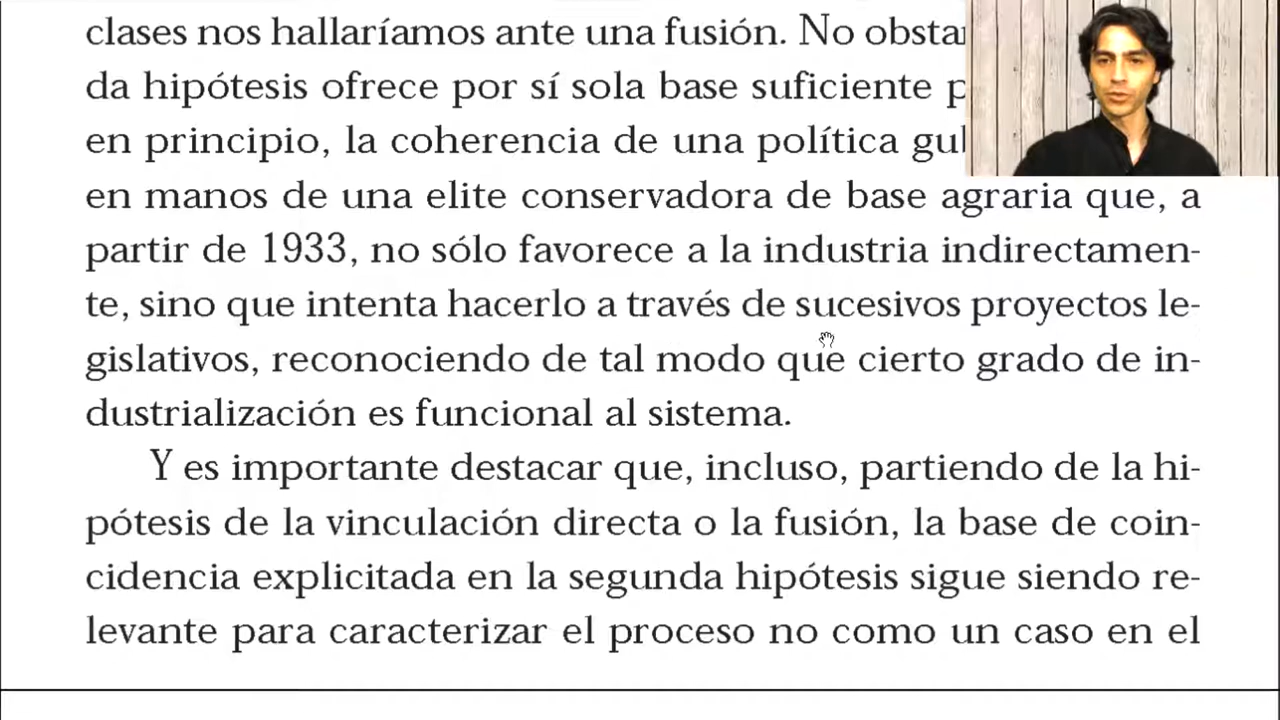 clases nos hallaríamos ante una fusión. No
da hipótesis ofrece por sí sola base suficiente
en principio, la coherencia de una política
en manos de una elite conservadora de base agraria que, a
partir de 1933, no sólo favorece a la industria indirectamen-
te, sino que intenta hacerlo a través de sucesivos proyectos le-
gislativos, reconociendo de tal modo que cierto grado de in-
dustrialización es funcional al sistema.
Y es importante destacar que, incluso, partiendo de la hi-
pótesis de la vinculación directa o la fusión, la base de coin-
cidencia explicitada en la segunda hipótesis sigue siendo re-
levante para caracterizar el proceso no como un caso en el